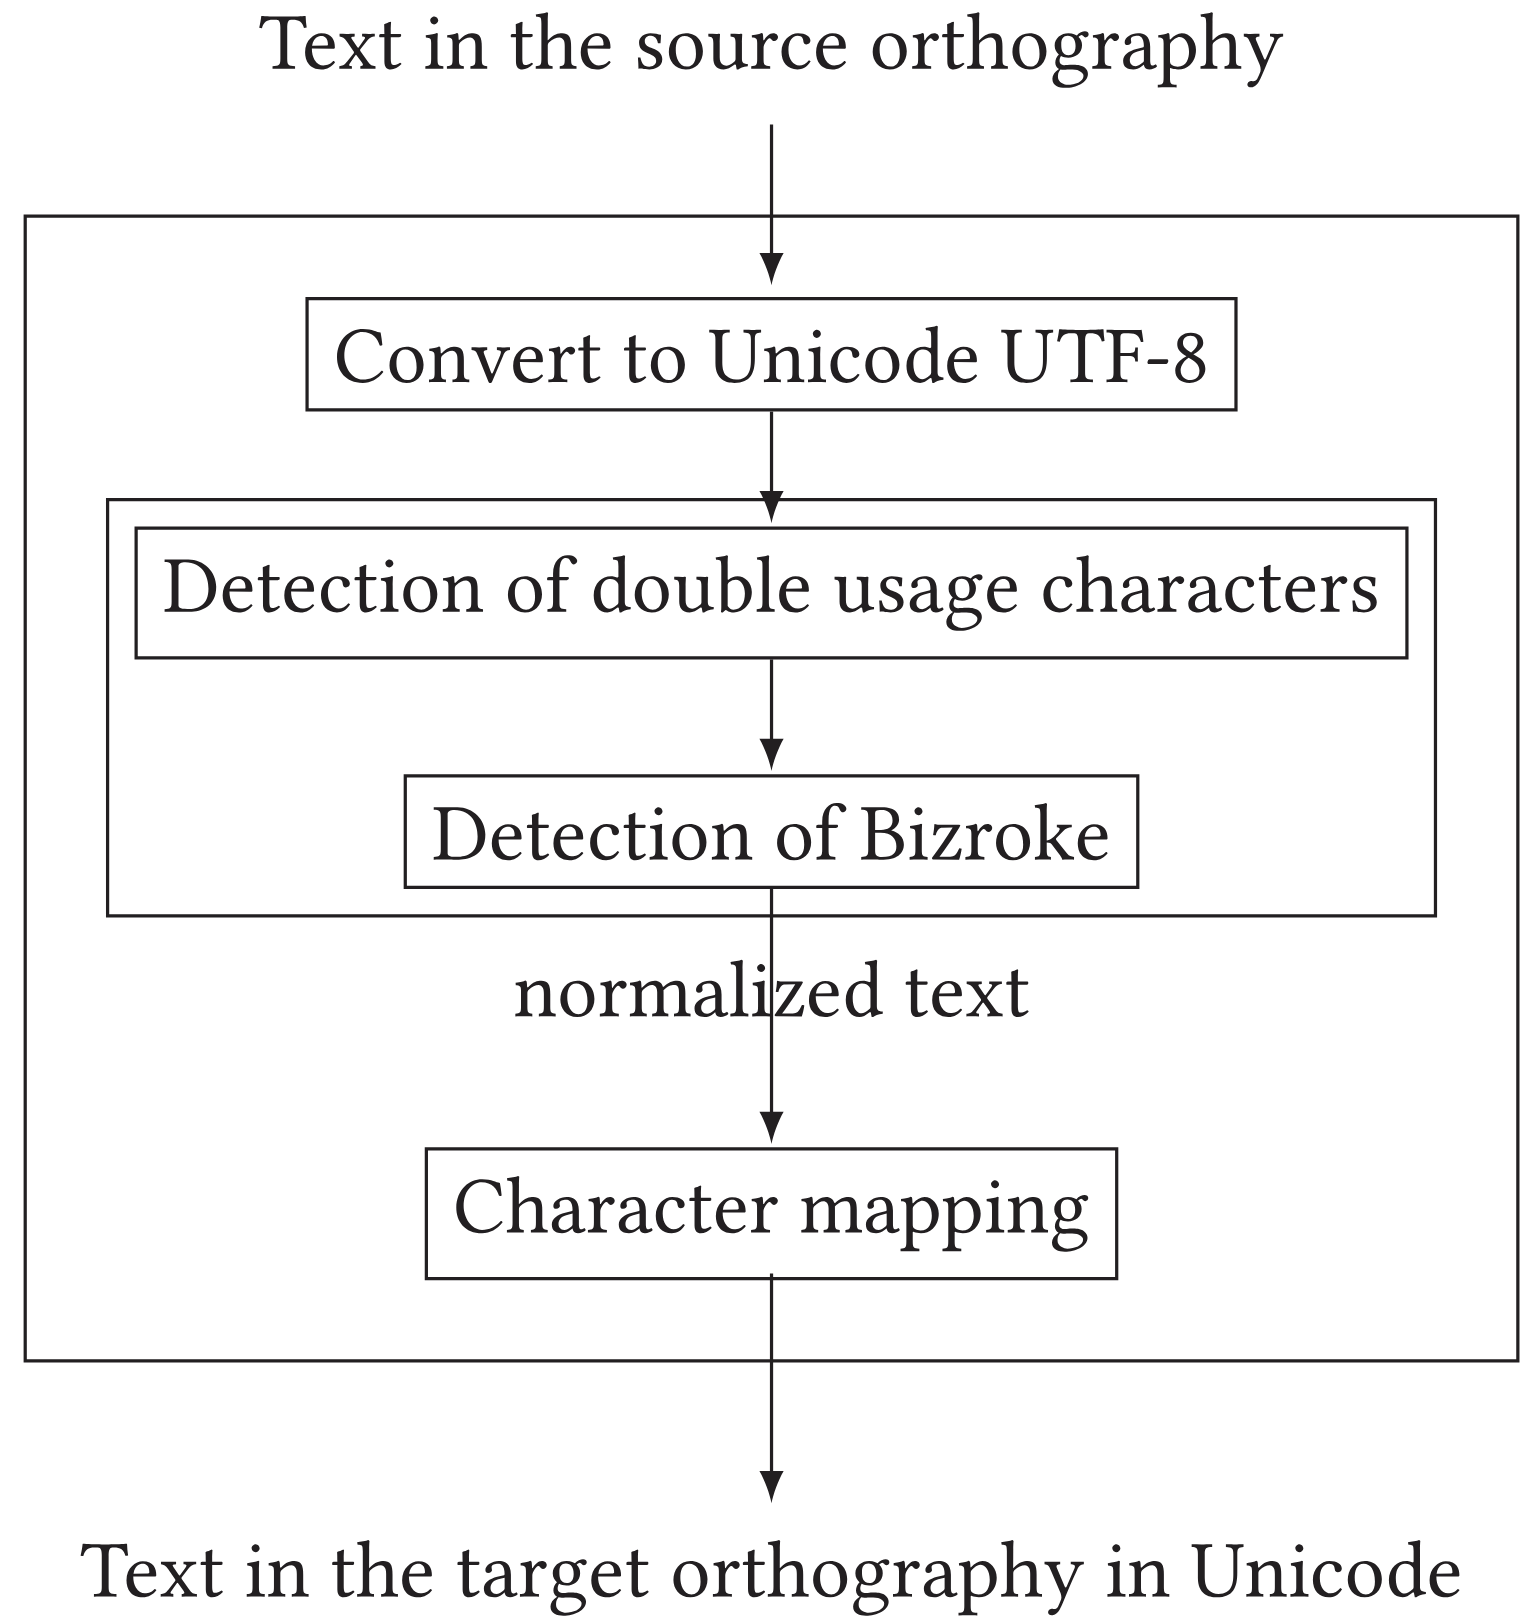 Text in the source orthography
Convert to Unicode UTF-8
Detection of double usage characters
Detection of Bizroke
normalized text
Character mapping
Text in the target orthography in Unicode